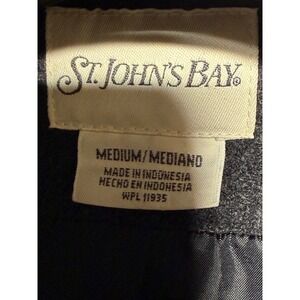 ST. JOHN'S BAY®
MEDIUM/MEDIANO
MADE IN INDONESIA
HECHO EN INDONESIA
WPL 11935